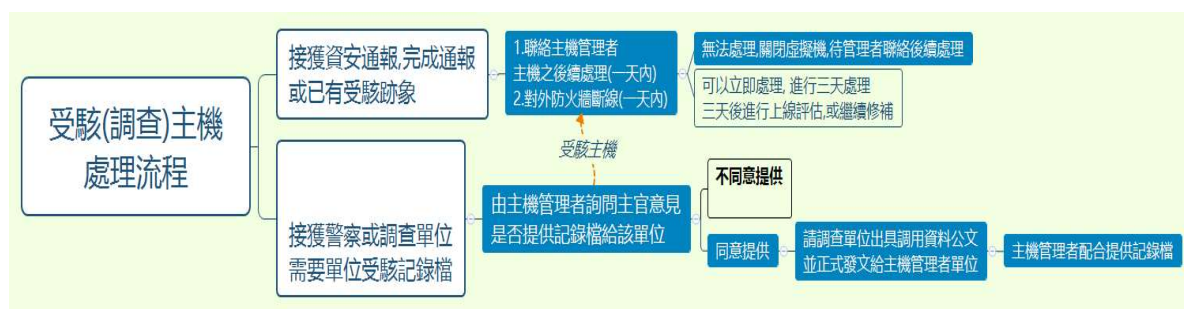 受駭(調查)主機
處理流程
接獲資安通報,完成通報
或已有受駭跡象
1.聯絡主機管理者
主機之後續處理(一天內)
2.對外防火牆斷線(一天內)
無法處理,關閉虛擬機,待管理者聯絡後續處理
可以立即處理, 進行三天處理
三天後進行上線評估,或繼續修補
受駭主機
接獲警察或調查單位
需要單位受駭記錄檔
由主機管理者詢問主官意見
是否提供記錄檔給該單位
不同意提供
同意提供
請調查單位出具調用資料公文
並正式發文給主機管理者單位
主機管理者配合提供記錄檔